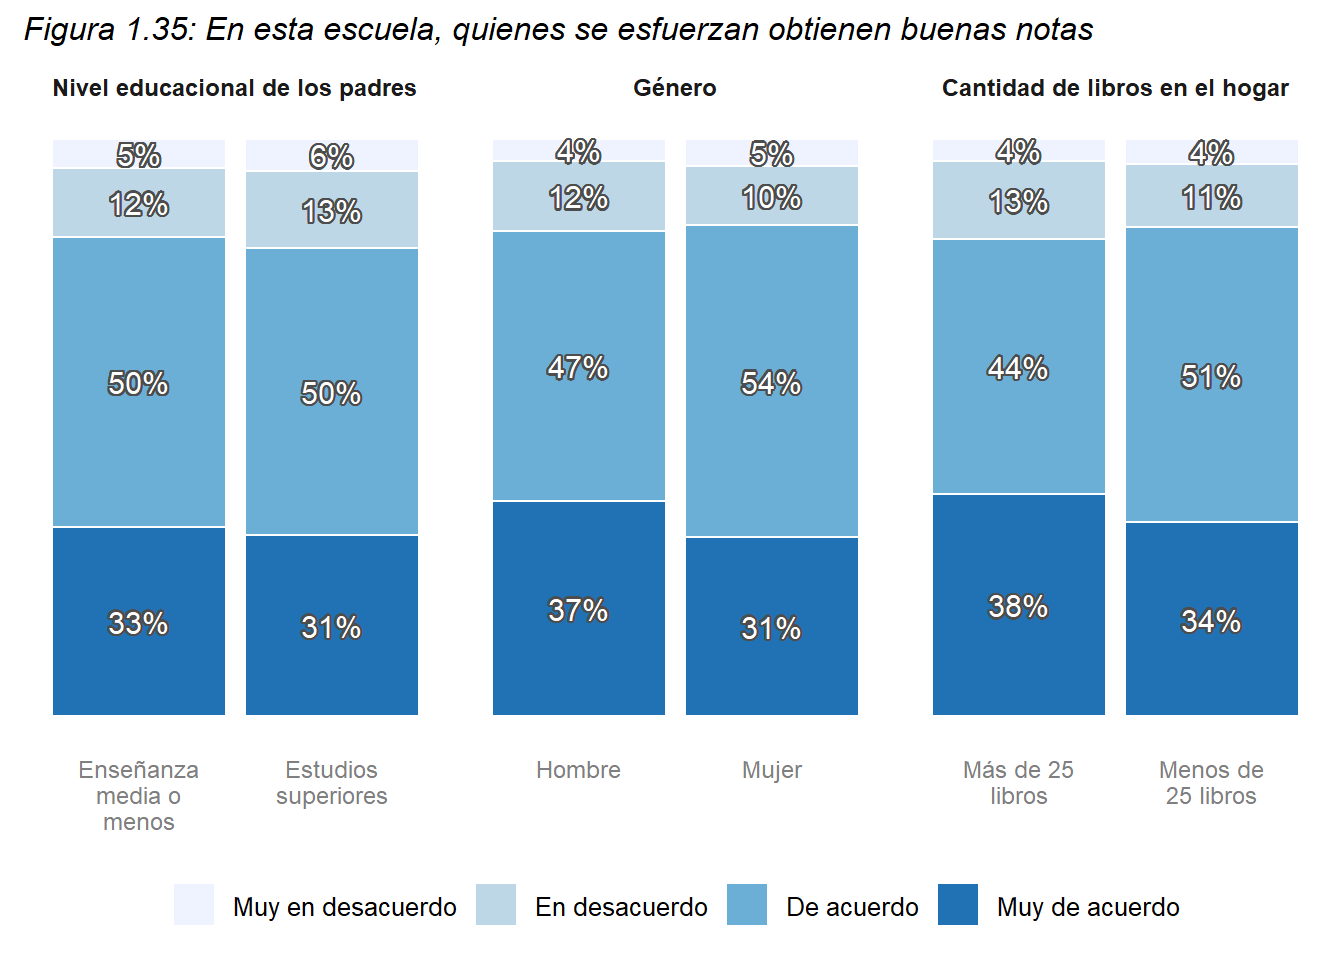 Figura 1.35: En esta escuela, quienes se esfuerzan obtienen buenas notas
Nivel educacional de los padres
Género
Cantidad de libros en el hogar
5%
6%
4%
5%
4%
4%
12%
13%
12%
10%
13%
11%
50%
50%
47%
54%
44%
51%
33%
31%
37%
31%
38%
34%
Enseñanza
media o
menos
Estudios
superiores
Hombre
Mujer
Más de 25
libros
Menos de
25 libros
Muy en desacuerdo
En desacuerdo
De acuerdo
Muy de acuerdo